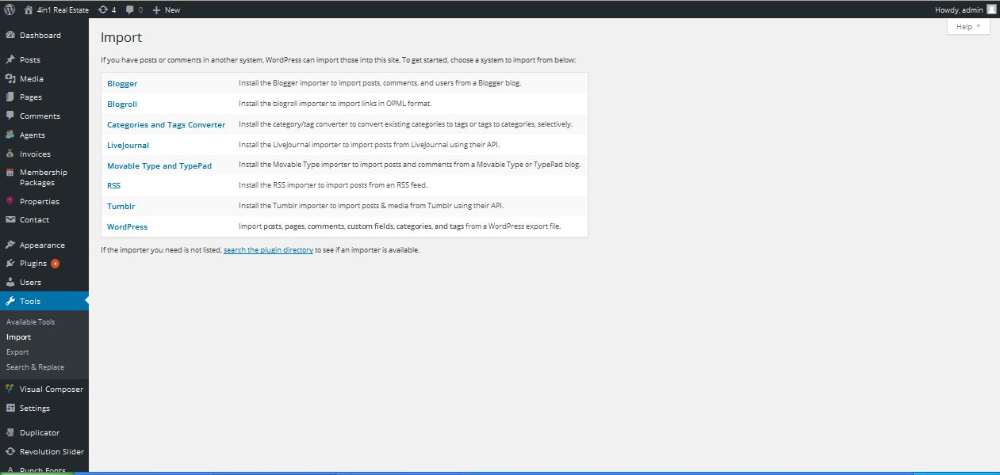 4in1 Real Estate 4 0 New Howdy, admin
Help
Dashboard
Posts
Media
Pages
Comments
Agents
Invoices
Membership
Packages
Properties
Contact
Appearance
Plugins 4
Users
Tools
Available Tools
Import
Export
Search & Replace
Visual Composer
Settings
Duplicator
Revolution Slider
Punch Fonts
Import
If you have posts or comments in another system, WordPress can import those into this site. To get started, choose a system to import from below:
Blogger Install the Blogger importer to import posts, comments, and users from a Blogger blog.
Blogroll Install the blogroll importer to import links in OPML format.
Categories and Tags Converter Install the category/tag converter to convert existing categories to tags or tags to categories, selectively.
LiveJournal Install the LiveJournal importer to import posts from LiveJournal using their API.
Movable Type and TypePad Install the Movable Type importer to import posts and comments from a Movable Type or TypePad blog.
RSS Install the RSS importer to import posts from an RSS feed.
Tumblr Install the Tumblr importer to import posts & media from Tumblr using their API.
WordPress Import posts, pages, comments, custom fields, categories, and tags from a WordPress export file.
If the importer you need is not listed, search the plugin directory to see if an importer is available.